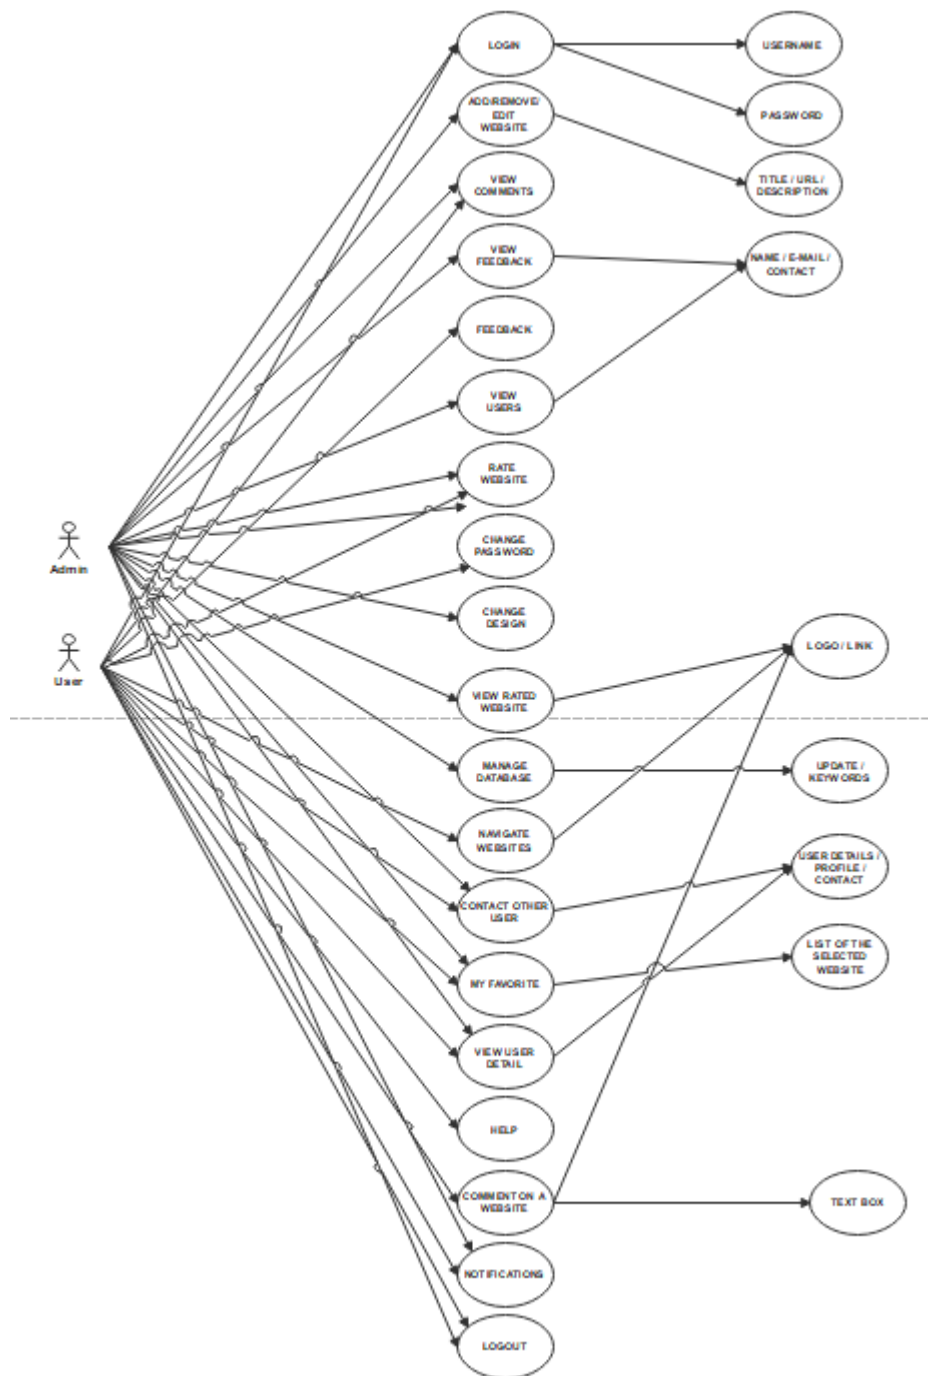 LOGIN
USERNAME
ADD/REMOVE/
EDIT
WEBSITE
PASSWORD
VIEW
COMMENTS
TITLE / URL /
DESCRIPTION
VIEW
FEEDBACK
NAME / E-MAIL /
CONTACT
FEEDBACK
VIEW
USERS
RATE
WEBSITE
Admin
CHANGE
PASSWORD
CHANGE
DESIGN
User
LOGO / LINK
VIEW RATED
WEBSITE
MANAGE
DATABASE
UPDATE /
KEYWORDS
NAVIGATE
WEBSITES
USER DETAILS /
PROFILE /
CONTACT
CONTACT OTHER
USER
LIST OF THE
SELECTED
WEBSITE
MY FAVORITE
VIEW USER
DETAIL
HELP
COMMENT ON A
WEBSITE
TEXT BOX
NOTIFICATIONS
LOGOUT